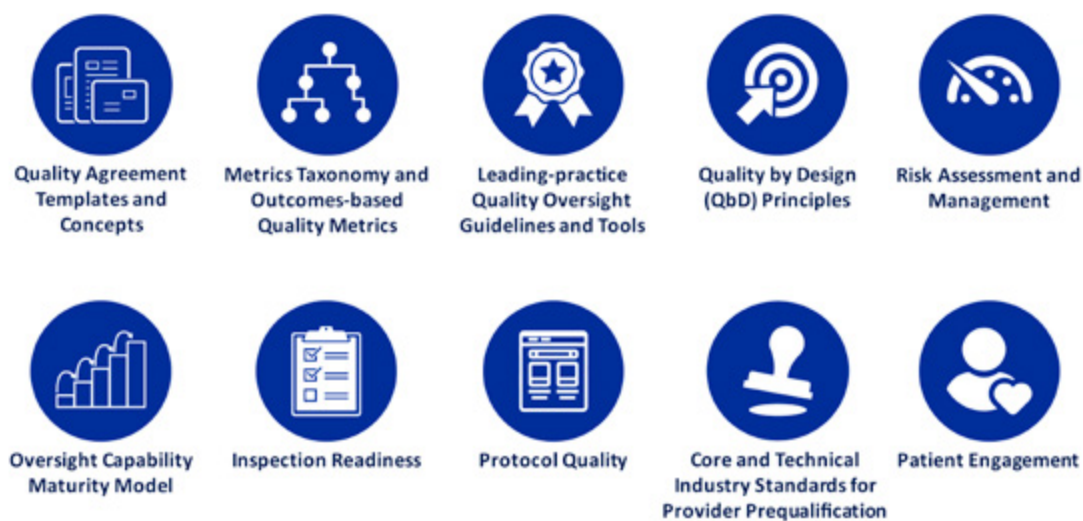 Quality Agreement
Templates and
Concepts
Metrics Taxonomy and
Outcomes-based
Quality Metrics
Leading-practice
Quality Oversight
Guidelines and Tools
Quality by Design
(QbD) Principles
Risk Assessment and
Management
Oversight Capability
Maturity Model
Inspection Readiness
Protocol Quality
Core and Technical
Industry Standards for
Provider Prequalification
Patient Engagement